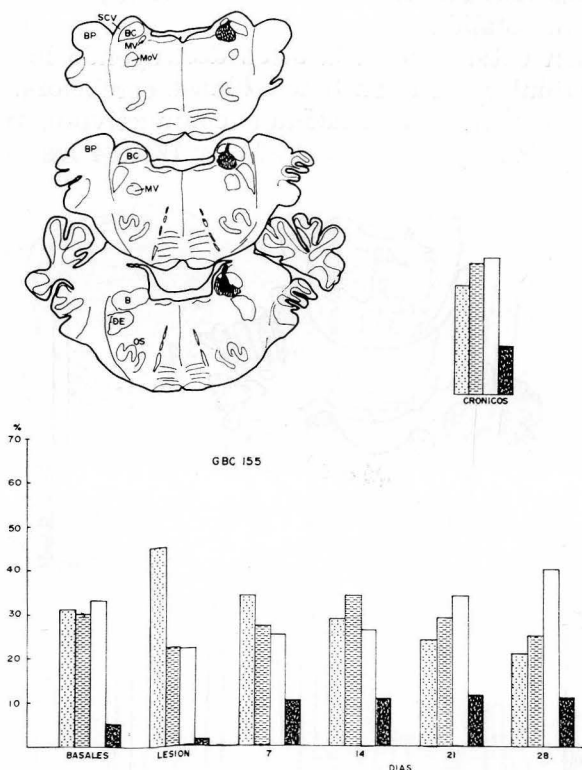 SCV
BP
BC
MV
MoV
BP
BC
MV
B
DE
OS
CRONICOS
%
70
60
50
40
30
20
10
GBC 155
BASALES LESION 7 14 21 28.
DIAS